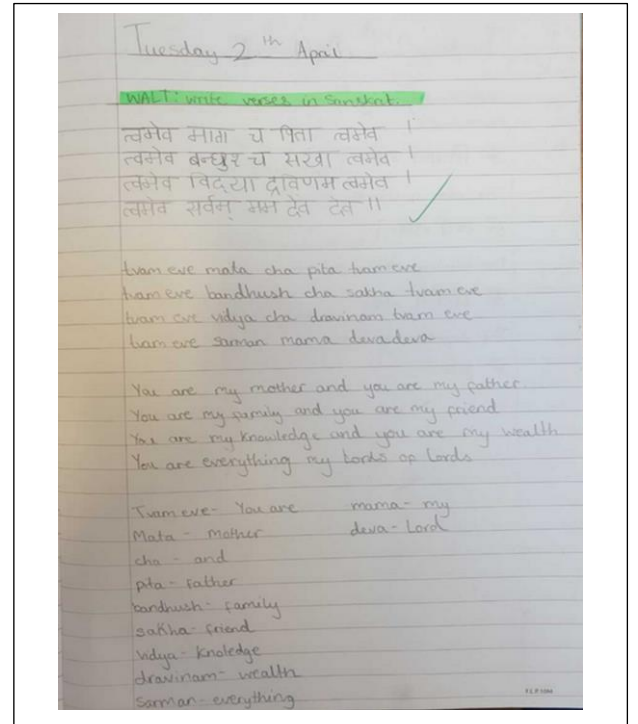 Tuesday 2th April
WALT: write verses in Sanskrit.
त्वमेव माता च पिता त्वमेव ।
त्वमेव बन्धुर च सखा त्वमेव ।
त्वमेव विद्या द्रविणम त्वमेव ।
त्वमेव सर्वम् मम देव देव ।।
tvam eve mata cha pita tvam eve
tvam eve bandhush cha sakha tvam eve
tvam eve vidya cha dravinam tvam eve
tvam eve sarman mama deva deva
You are my mother and you are my father
You are my family and you are my friend
You are my knowledge and you are my wealth
You are everything my Lords of Lords
Tvam eve- You are mama- my
Mata - mother deva- Lord
cha - and
pita- father
bandhush- family
sakha- friend
vidya- knoledge
dravinam- wealth
sarman- everything